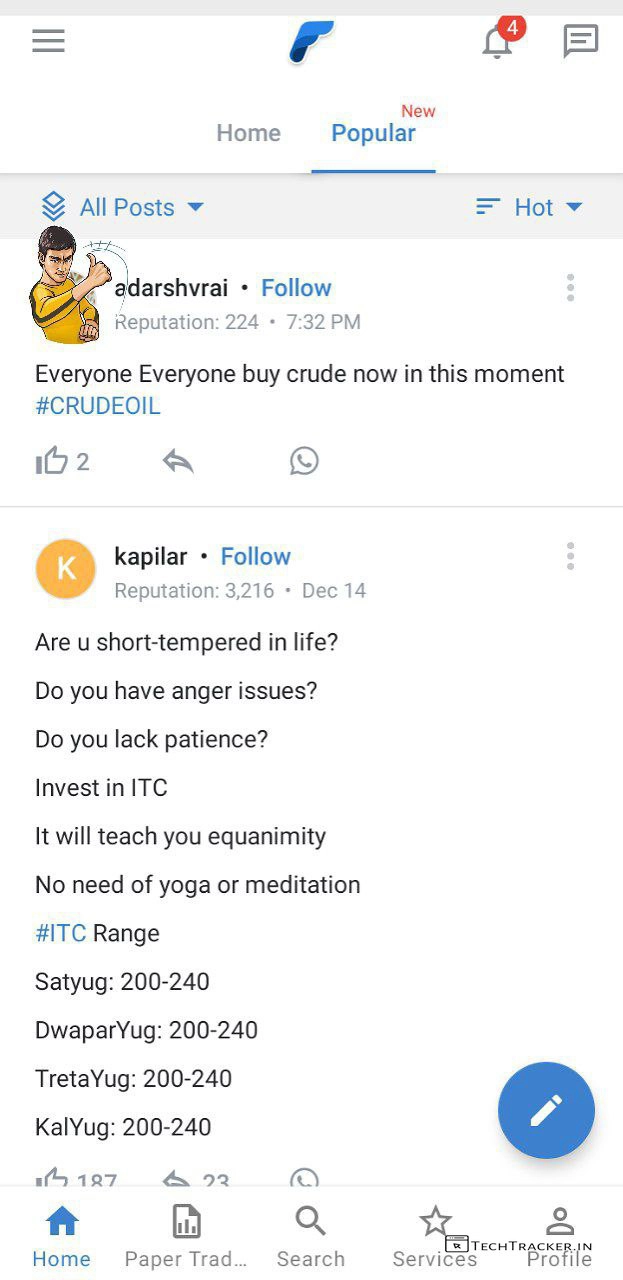 4
New
Home Popular
All Posts Hot
adarshvrai • Follow
Reputation: 224 • 7:32 PM
Everyone Everyone buy crude now in this moment
#CRUDEOIL
2
K
kapilar • Follow
Reputation: 3,216 • Dec 14
Are u short-tempered in life?
Do you have anger issues?
Do you lack patience?
Invest in ITC
It will teach you equanimity
No need of yoga or meditation
#ITC Range
Satyug: 200-240
DwaparYug: 200-240
TretaYug: 200-240
KalYug: 200-240
187 23
TECHTRACKER.IN
Home Paper Trad... Search Services Profile